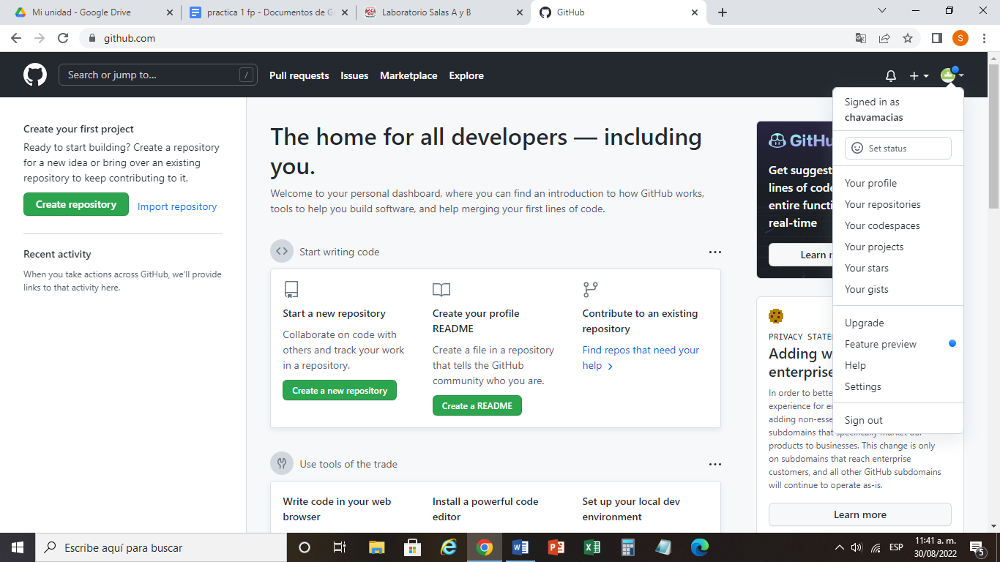 Mi unidad - Google Drive
practica 1 fp - Documentos de G
Laboratorio Salas A y B
GitHub
github.com
S
Search or jump to...
/
Pull requests
Issues
Marketplace
Explore
Signed in as
chavamacias
Set status
Your profile
Your repositories
Your codespaces
Your projects
Your stars
Your gists
Upgrade
Feature preview
Help
Settings
Sign out
Create your first project
Ready to start building? Create a repository
for a new idea or bring over an existing
repository to keep contributing to it.
Create repository
Import repository
Recent activity
When you take actions across GitHub, we'll provide
links to that activity here.
The home for all developers — including
you.
Welcome to your personal dashboard, where you can find an introduction to how GitHub works,
tools to help you build software, and help merging your first lines of code.
Start writing code
Start a new repository
Collaborate on code with
others and track your work
in a repository.
Create a new repository
Create your profile
README
Create a file in a repository
that tells the GitHub
community who you are.
Create a README
Contribute to an existing
repository
Find repos that need your
help
Use tools of the trade
Write code in your web
browser
Install a powerful code
editor
Set up your local dev
environment
GitHu
Get suggest
lines of code
entire functi
real-time
Learn
PRIVACY STATE
Adding w
enterprise
In order to bette
experience for e
adding non-esse
subdomains that specifically market our
products to businesses. This change is only
on subdomains that reach enterprise
customers, and all other GitHub subdomains
will continue to operate as-is.
Learn more
Escribe aquí para buscar
ESP
11:41 a. m.
30/08/2022
5